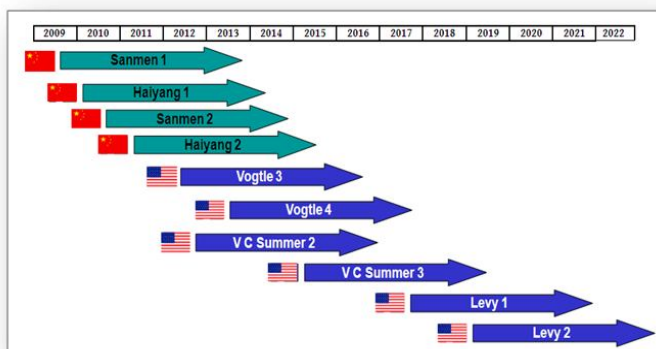 2009 2010 2011 2012 2013 2014 2015 2016 2017 2018 2019 2020 2021 2022
Sanmen 1
Haiyang 1
Sanmen 2
Haiyang 2
Vogtle 3
Vogtle 4
V C Summer 2
V C Summer 3
Levy 1
Levy 2